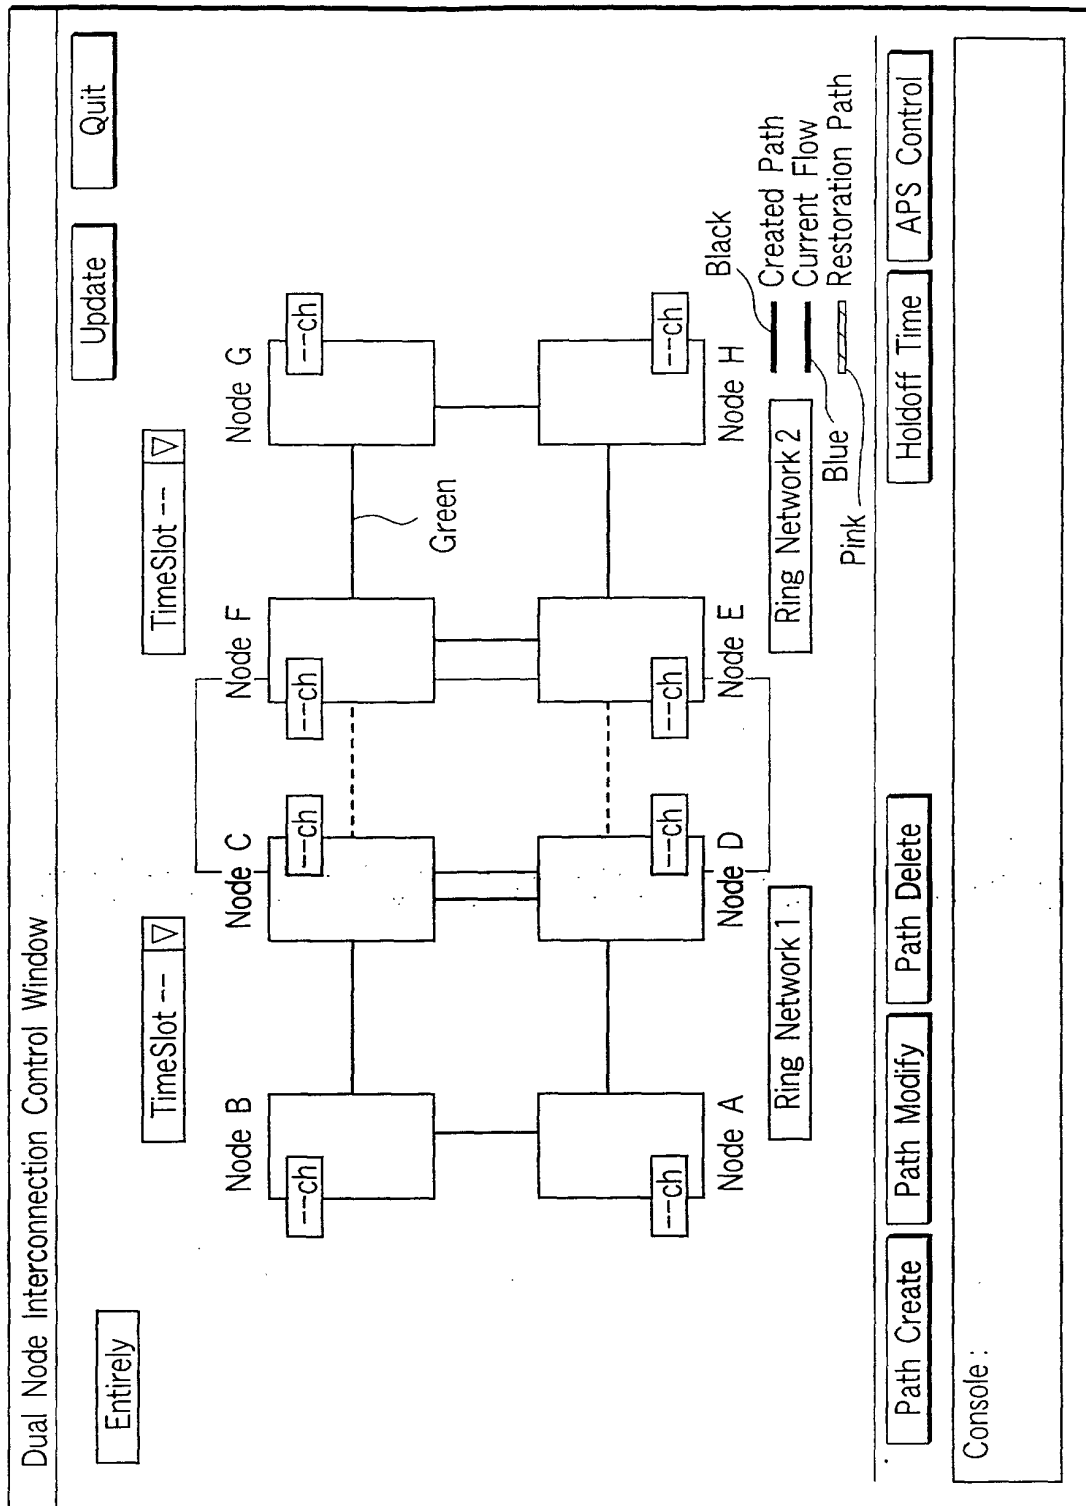 Dual Node Interconnection Control Window
Entirely
Update
Quit
TimeSlot --
TimeSlot --
Node B
Node C
Node F
Node G
--ch
--ch
--ch
--ch
Green
--ch
--ch
--ch
--ch
Node A
Node D
Node E
Node H
Ring Network 1
Ring Network 2
Black
Created Path
Current Flow
Restoration Path
Blue
Pink
Path Create
Path Modify
Path Delete
Holdoff Time
APS Control
Console :